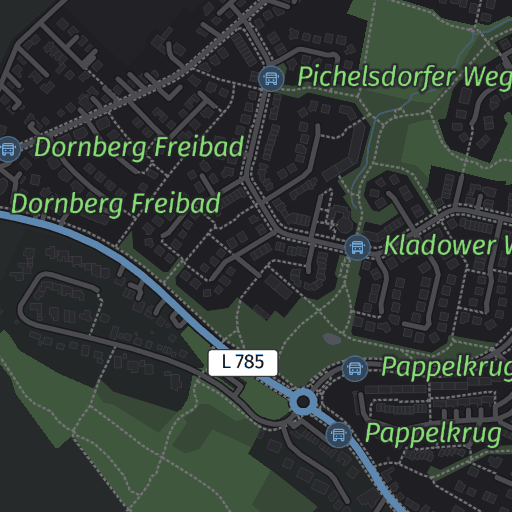 Pichelsdorfer Weg
Dornberg Freibad
Dornberg Freibad
Kladower W
L 785
Pappelkrug
Pappelkrug